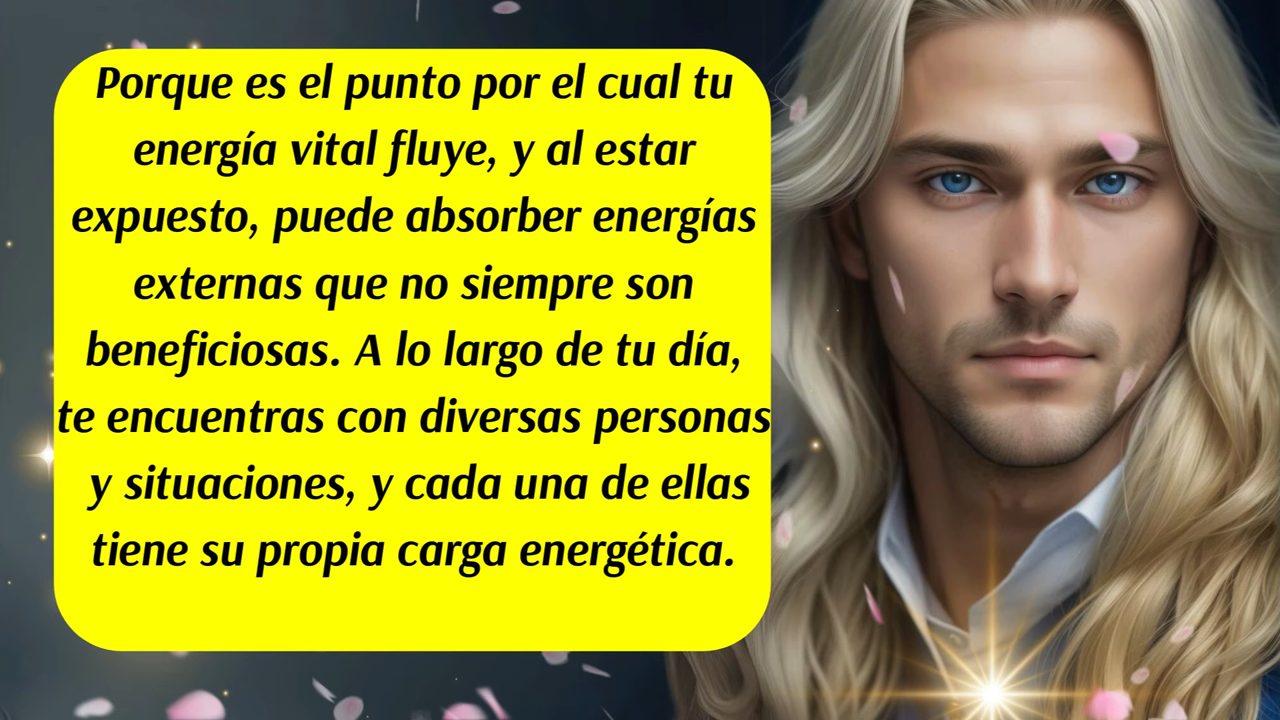 Porque es el punto por el cual tu
energía vital fluye, y al estar
expuesto, puede absorber energías
externas que no siempre son
beneficiosas. A lo largo de tu día,
te encuentras con diversas personas
y situaciones, y cada una de ellas
tiene su propia carga energética.